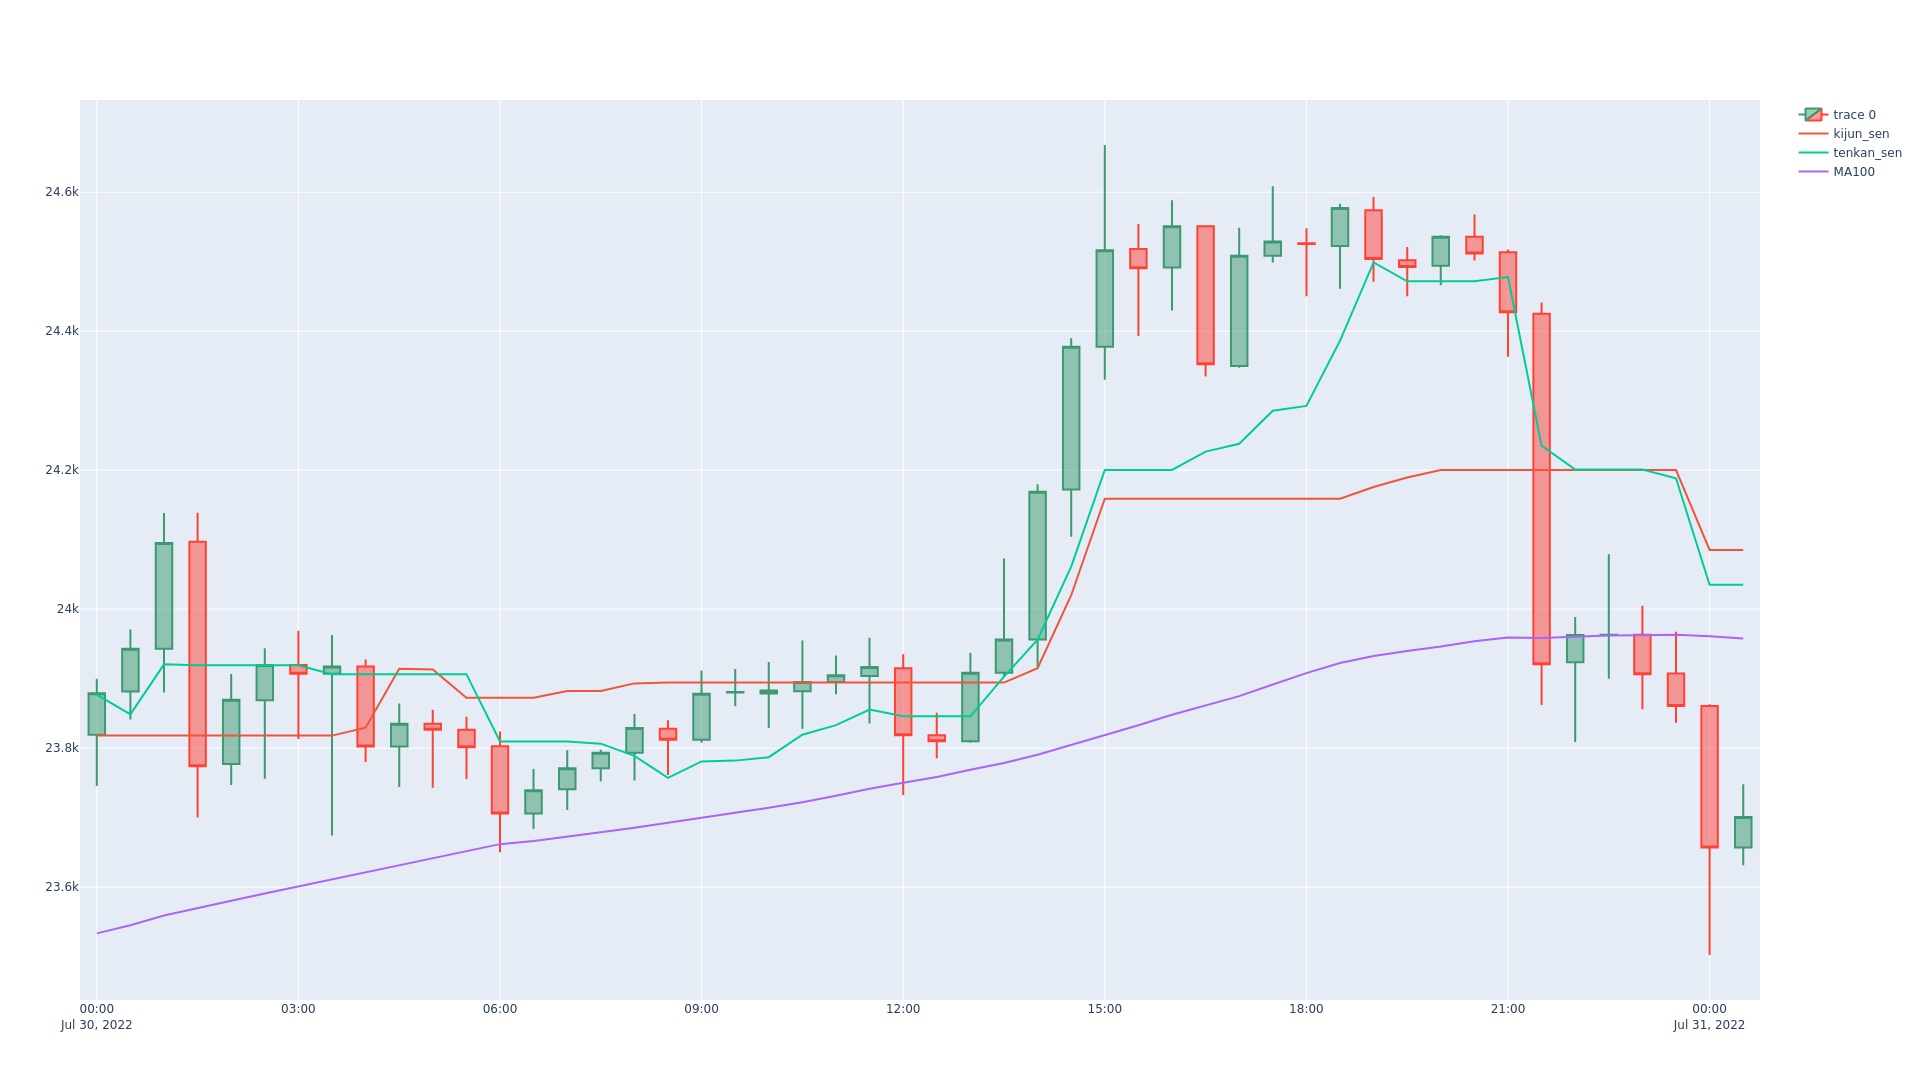 trace 0
kijun_sen
tenkan_sen
MA100
24.6k
24.4k
24.2k
24k
23.8k
23.6k
00:00 03:00 06:00 09:00 12:00 15:00 18:00 21:00 00:00
Jul 30, 2022 Jul 31, 2022